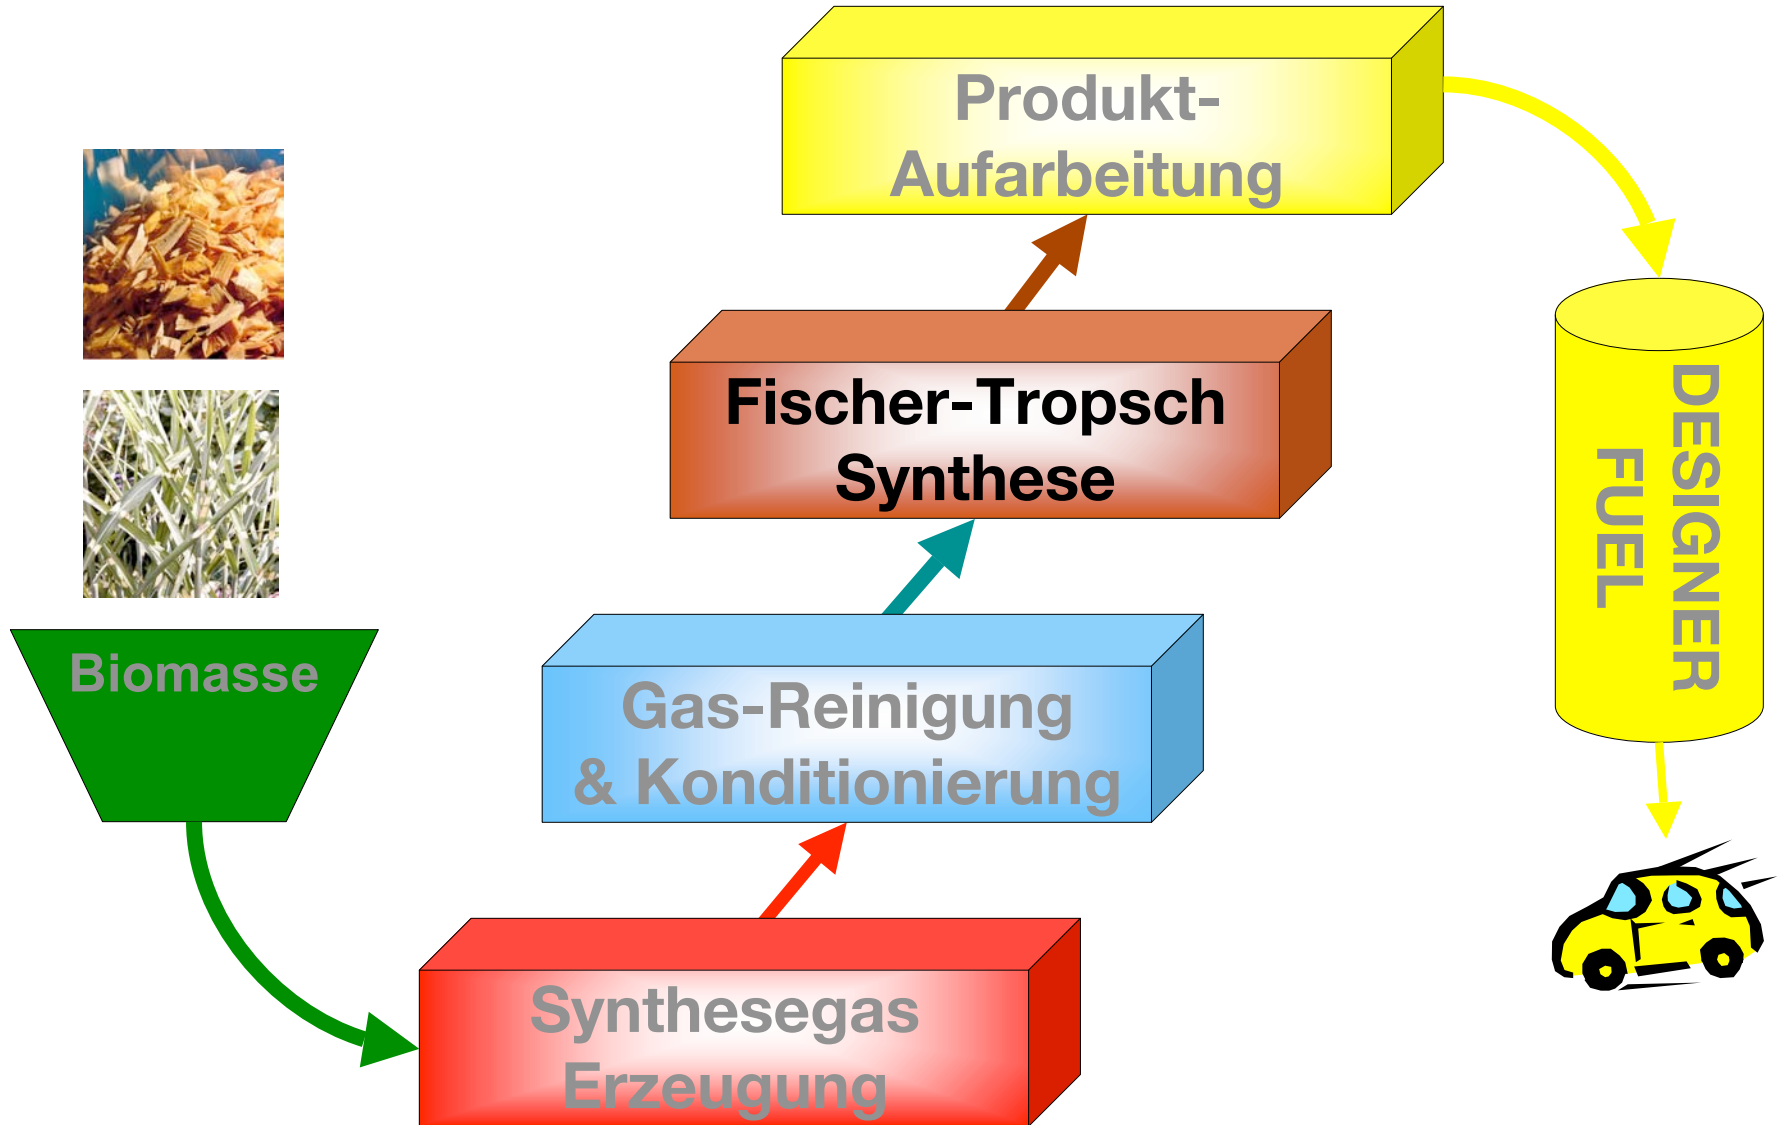 Produkt-
Aufarbeitung
Fischer-Tropsch
Synthese
DESIGNER
FUEL
Biomasse
Gas-Reinigung
& Konditionierung
Synthesegas
Erzeugung